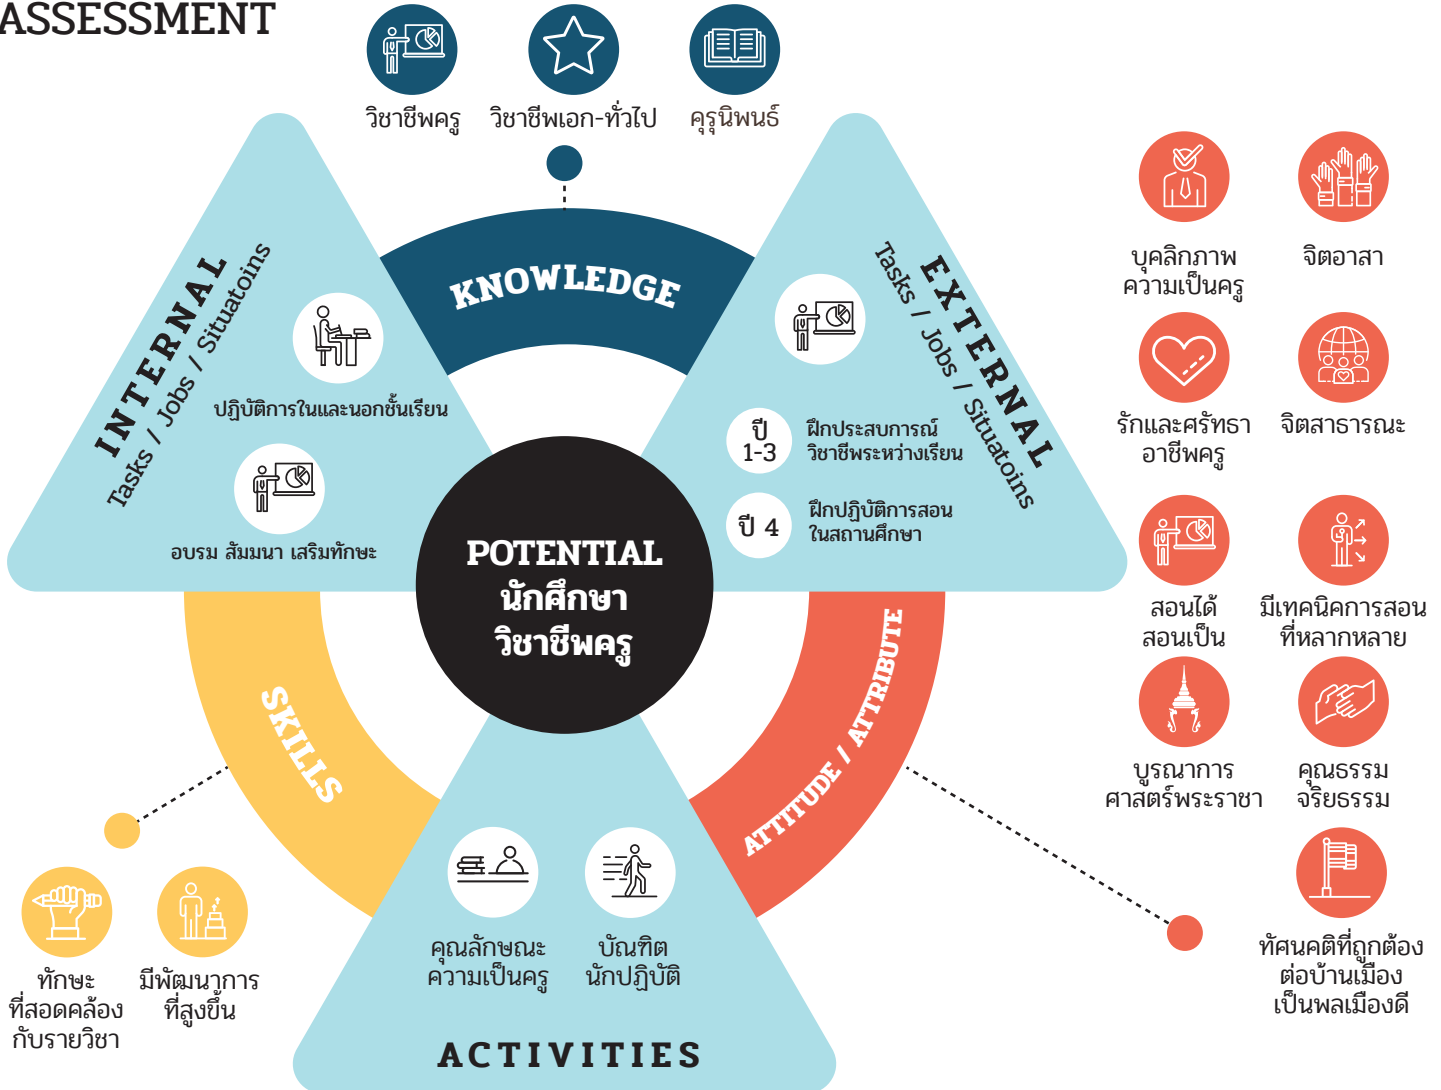 ASSESSMENT
วิชาชีพครู
วิชาชีพเอก-ทั่วไป
คุรุนิพนธ์
KNOWLEDGE
INTERNAL
Tasks / Jobs / Situatoins
ปฏิบัติการในและนอกชั้นเรียน
อบรม สัมมนา เสริมทักษะ
EXTERNAL
Tasks / Jobs / Situatoins
ปี
1-3
ฝึกประสบการณ์
วิชาชีพระหว่างเรียน
ปี 4
ฝึกปฏิบัติการสอน
ในสถานศึกษา
POTENTIAL
นักศึกษา
วิชาชีพครู
SKILLS
ทักษะ
ที่สอดคล้อง
กับรายวิชา
มีพัฒนาการ
ที่สูงขึ้น
ATTITUDE / ATTRIBUTE
คุณลักษณะ
ความเป็นครู
บัณฑิต
นักปฏิบัติ
ACTIVITIES
บุคลิกภาพ
ความเป็นครู
จิตอาสา
รักและศรัทธา
อาชีพครู
จิตสาธารณะ
สอนได้
สอนเป็น
มีเทคนิคการสอน
ที่หลากหลาย
บูรณาการ
ศาสตร์พระราชา
คุณธรรม
จริยธรรม
ทัศนคติที่ถูกต้อง
ต่อบ้านเมือง
เป็นพลเมืองดี